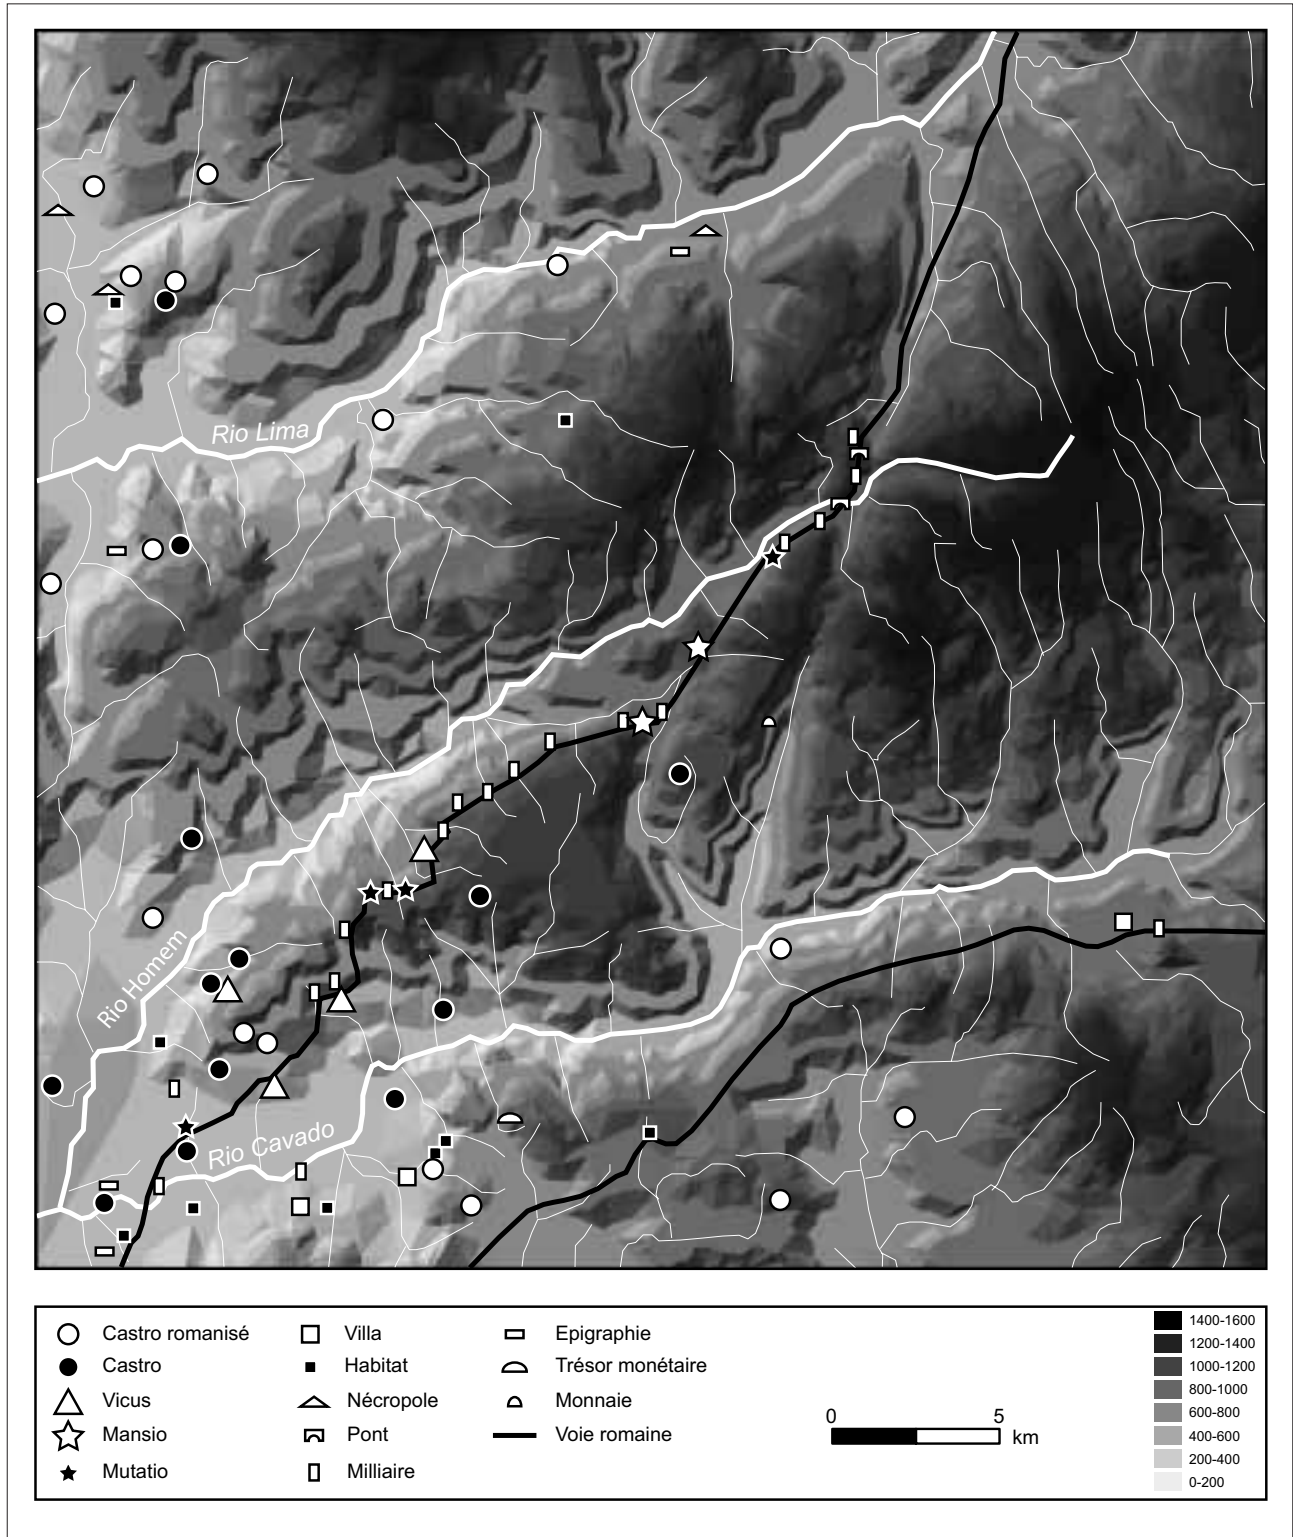 Rio Lima
Rio Homem
Rio Cavado
Castro romanisé
Castro
Vicus
Mansio
Mutatio
Villa
Habitat
Nécropole
Pont
Milliaire
Epigraphie
Trésor monétaire
Monnaie
Voie romaine
0 5
km
1400-1600
1200-1400
1000-1200
800-1000
600-800
400-600
200-400
0-200